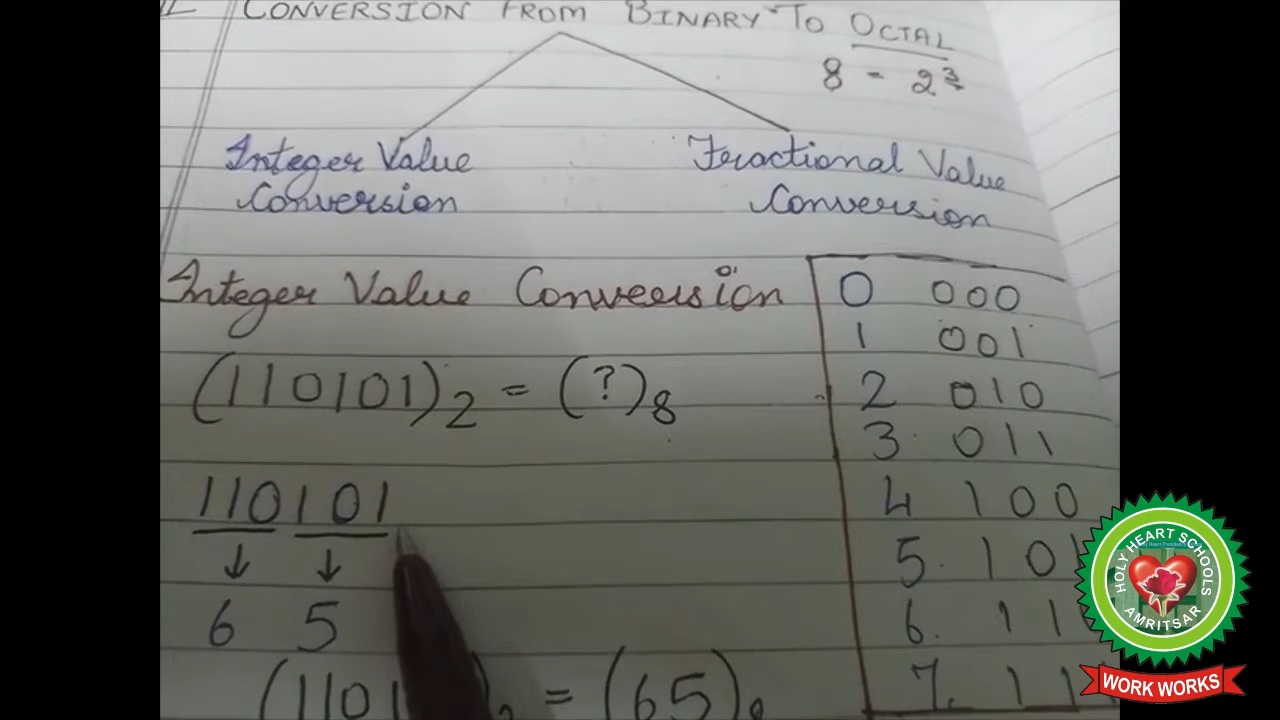 CONVERSION FROM BINARY TO OCTAL
8 - 2³
Integer Value
Conversion
Fractional Value
Conversion
Integer Value Conversion
(110101)₂ = (?)₈
110101
↓ ↓
6 5
(1101 = (65)₈
0 000
1 001
2 010
3. 011
4 100
5. 101
6. 11
7. 11
HOLY HEART SCHOOLS
AMRITSAR
WORK WORKS